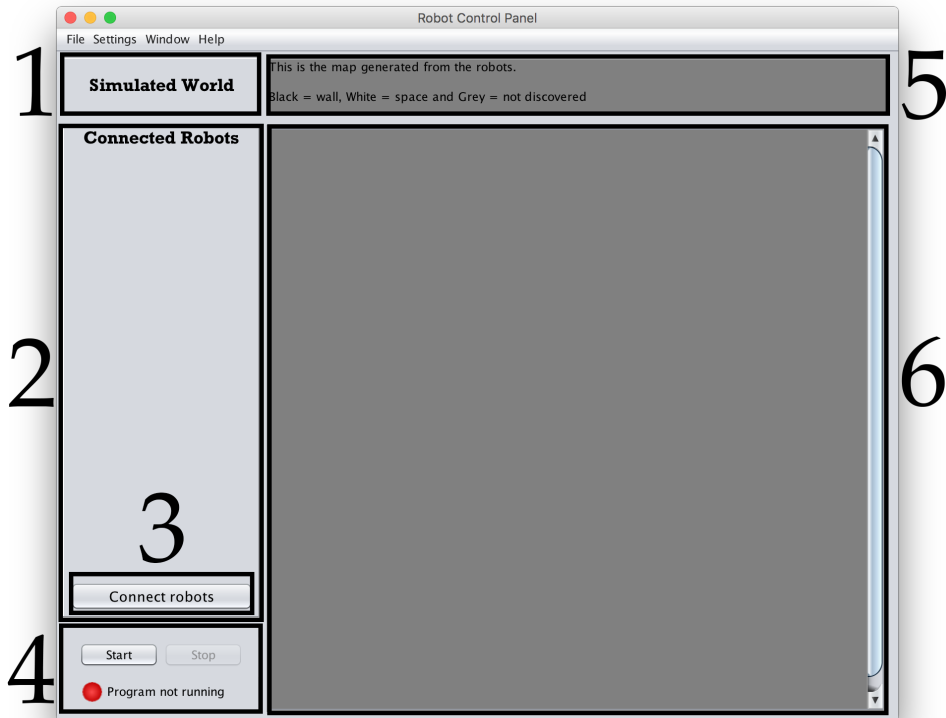 Robot Control Panel
File Settings Window Help
1
Simulated World
This is the map generated from the robots.
Black = wall, White = space and Grey = not discovered
5
Connected Robots
2
6
3
Connect robots
4
Start Stop
Program not running